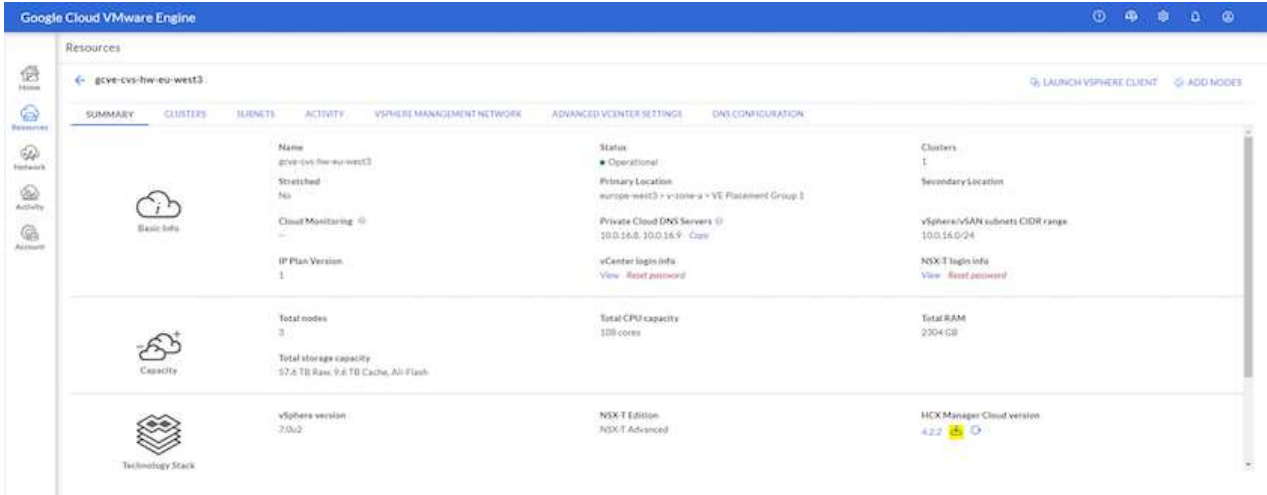 Google Cloud VMware Engine
Resources
Home
gcve-cvs-hw-eu-west3
LAUNCH VSPHERE CLIENT ADD NODES
Resources
SUMMARY CLUSTERS SUBNETS ACTIVITY VSPHERE MANAGEMENT NETWORK ADVANCED VCENTER SETTINGS DNS CONFIGURATION
Network
Activity
Account
Basic Info
Name
gcve-cvs-hw-eu-west3
Status
Operational
Clusters
1
Stretched
No
Primary Location
europe-west3 > v-zone-a > VE Placement Group 1
Secondary Location
Cloud Monitoring
--
Private Cloud DNS Servers
10.0.16.8, 10.0.16.9 Copy
vSphere/vSAN subnets CIDR range
10.0.16.0/24
IP Plan Version
1
vCenter login info
View Reset password
NSX-T login info
View Reset password
Capacity
Total nodes
3
Total CPU capacity
108 cores
Total RAM
2304 GB
Total storage capacity
57.6 TB Raw, 9.6 TB Cache, All-Flash
Technology Stack
vSphere version
7.0u2
NSX-T Edition
NSX-T Advanced
HCX Manager Cloud version
4.2.2